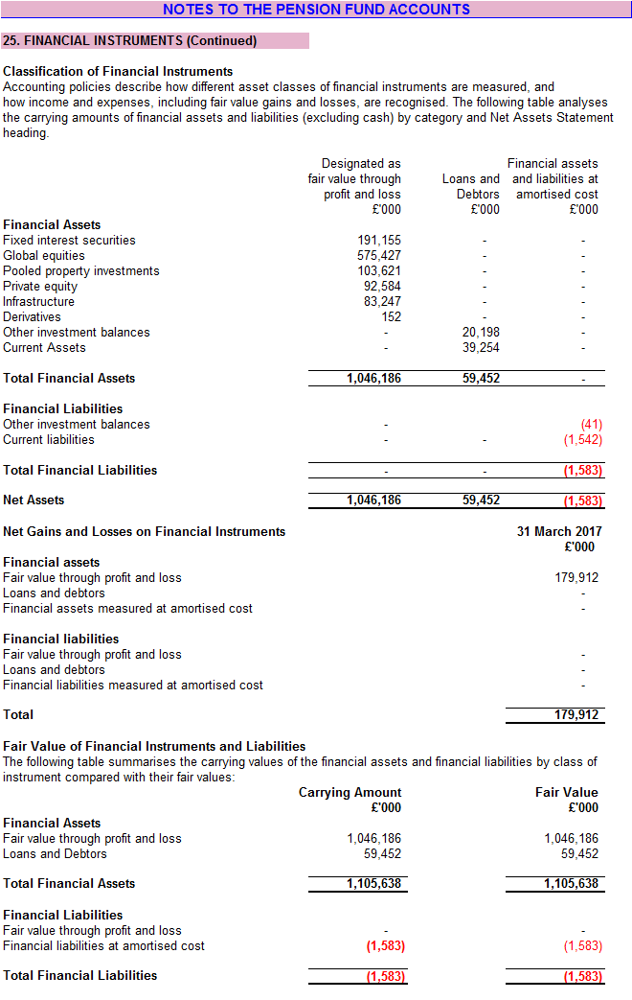 NOTES TO THE PENSION FUND ACCOUNTS
25. FINANCIAL INSTRUMENTS (Continued)
Classification of Financial Instruments
Accounting policies describe how different asset classes of financial instruments are measured, and
how income and expenses, including fair value gains and losses, are recognised. The following table analyses
the carrying amounts of financial assets and liabilities (excluding cash) by category and Net Assets Statement
heading.
Designated as Financial assets
fair value through Loans and and liabilities at
profit and loss Debtors amortised cost
£'000 £'000 £'000
Financial Assets
Fixed interest securities 191,155 - -
Global equities 575,427 - -
Pooled property investments 103,621 - -
Private equity 92,584 - -
Infrastructure 83,247 - -
Derivatives 152 - -
Other investment balances - 20,198 -
Current Assets - 39,254 -
Total Financial Assets 1,046,186 59,452 -
Financial Liabilities
Other investment balances - (41)
Current liabilities - - (1,542)
Total Financial Liabilities - - (1,583)
Net Assets 1,046,186 59,452 (1,583)
Net Gains and Losses on Financial Instruments 31 March 2017
£'000
Financial assets
Fair value through profit and loss 179,912
Loans and debtors -
Financial assets measured at amortised cost -
Financial liabilities
Fair value through profit and loss -
Loans and debtors -
Financial liabilities measured at amortised cost -
Total 179,912
Fair Value of Financial Instruments and Liabilities
The following table summarises the carrying values of the financial assets and financial liabilities by class of
instrument compared with their fair values:
Carrying Amount Fair Value
£'000 £'000
Financial Assets
Fair value through profit and loss 1,046,186 1,046,186
Loans and Debtors 59,452 59,452
Total Financial Assets 1,105,638 1,105,638
Financial Liabilities
Fair value through profit and loss - -
Financial liabilities at amortised cost (1,583) (1,583)
Total Financial Liabilities (1,583) (1,583)